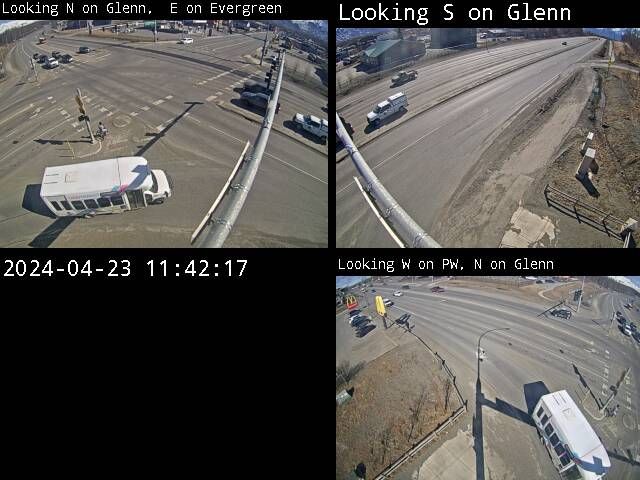 Looking N on Glenn,  E on Evergreen
Looking S on Glenn
2024-04-23 11:42:17
Looking W on PW, N on Glenn